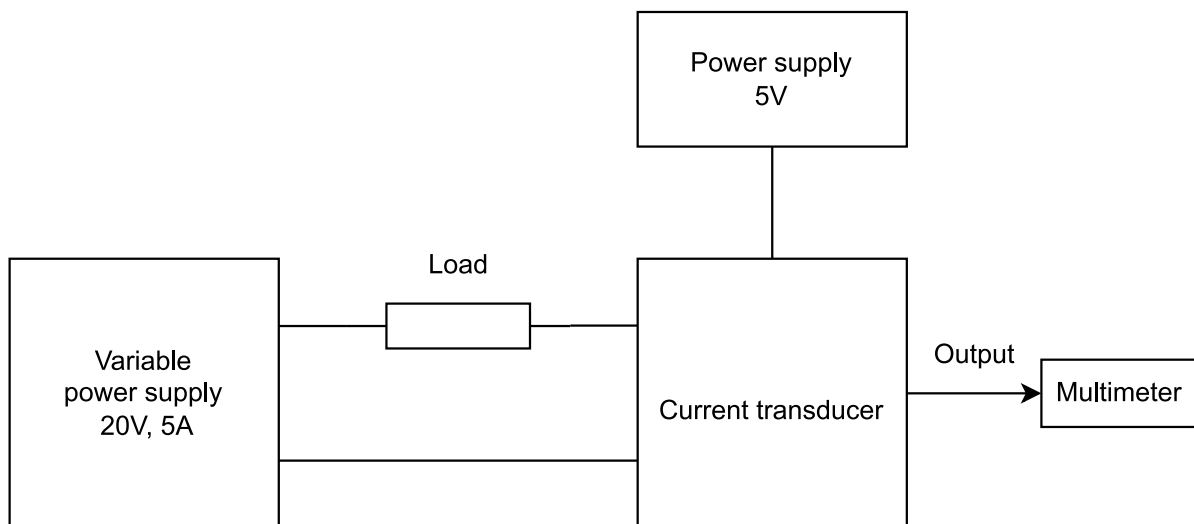 Power supply
5V
Load
Variable
power supply
20V, 5A
Current transducer
Output
Multimeter